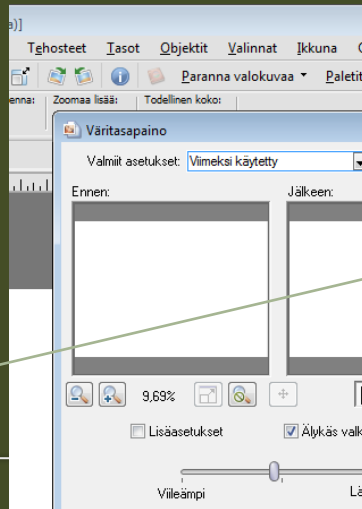 a)]
Tehosteet Tasot Objektit Valinnat Ikkuna
Paranna valokuvaa Paletit
enna: Zoomaa lisää: Todellinen koko:
Väritasapaino
Valmiit asetukset: Viimeksi käytetty
Ennen: Jälkeen:
9,69%
Lisäasetukset Älykäs valk
Viileämpi Lä